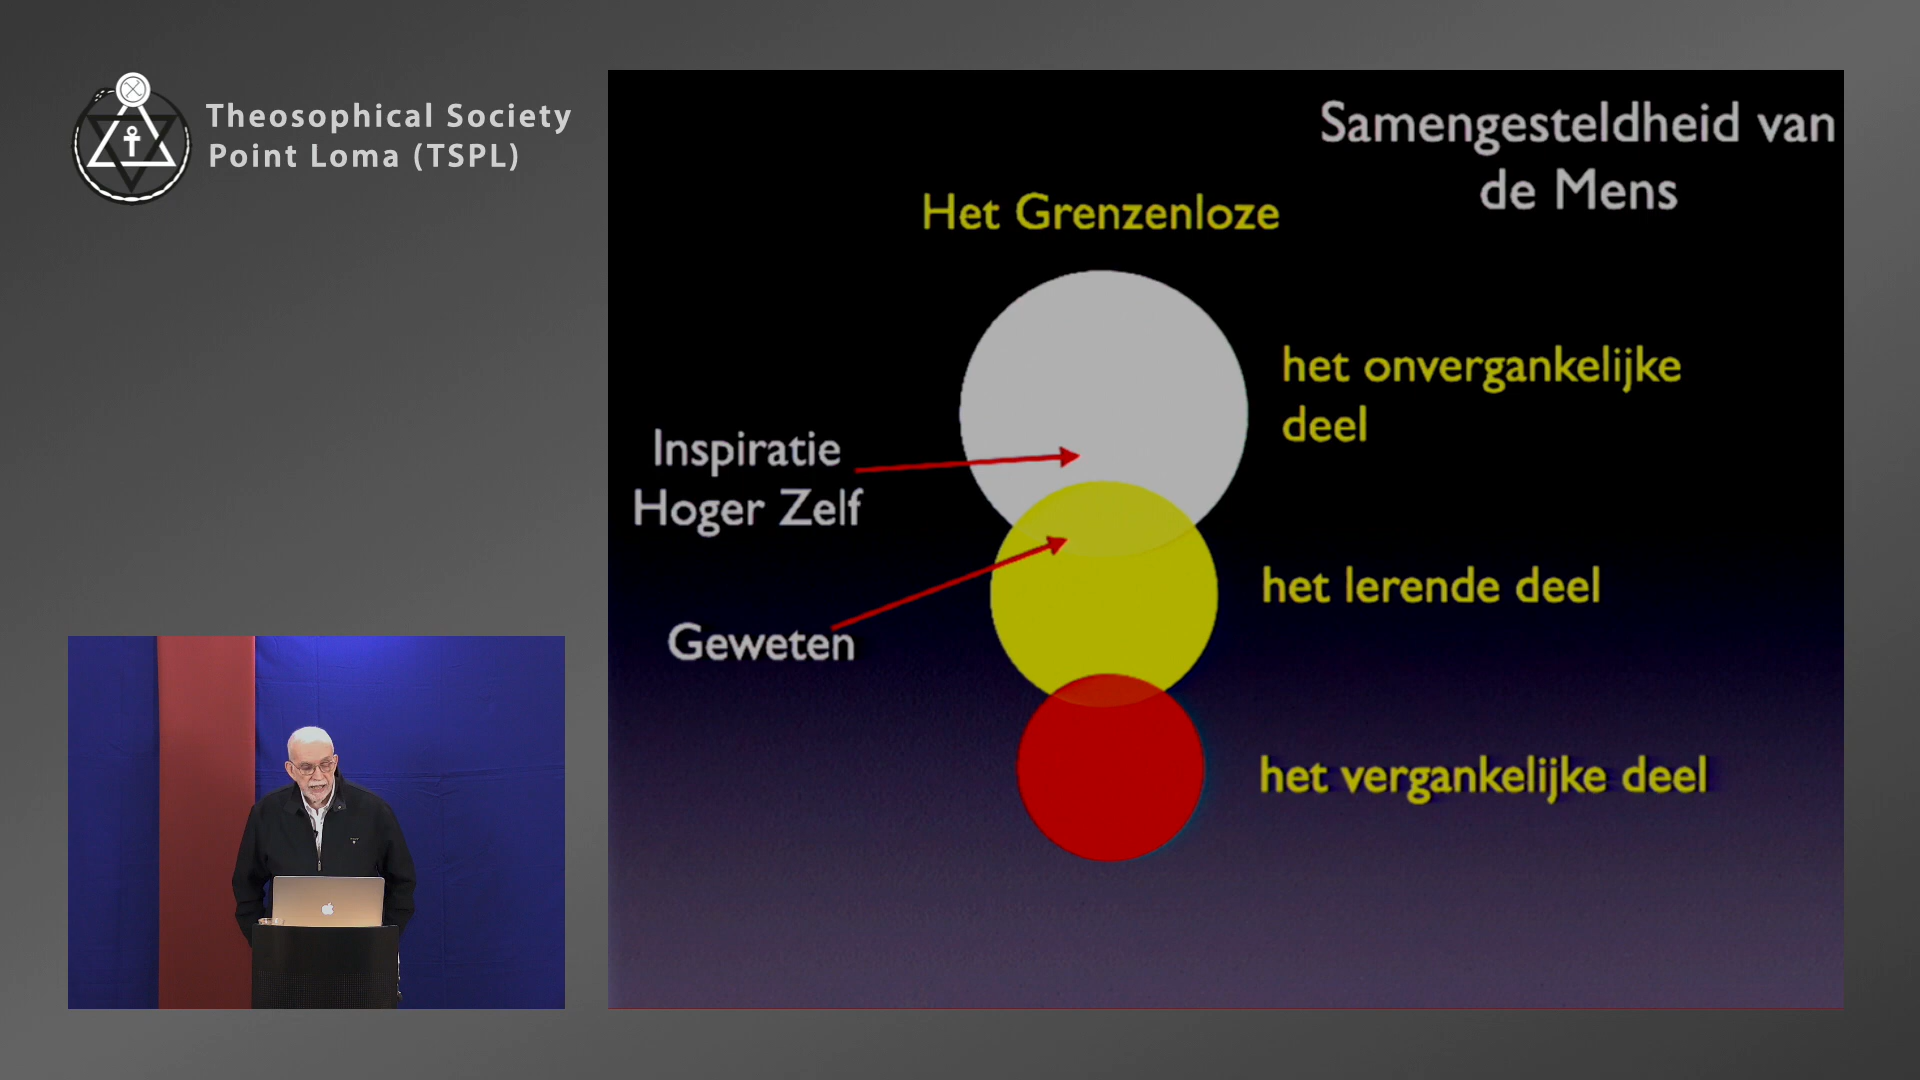 Theosophical Society
Point Loma (TSPL)
Samengesteldheid van
de Mens
Het Grenzenloze
het onvergankelijke
deel
Inspiratie
Hoger Zelf
het lerende deel
Geweten
het vergankelijke deel